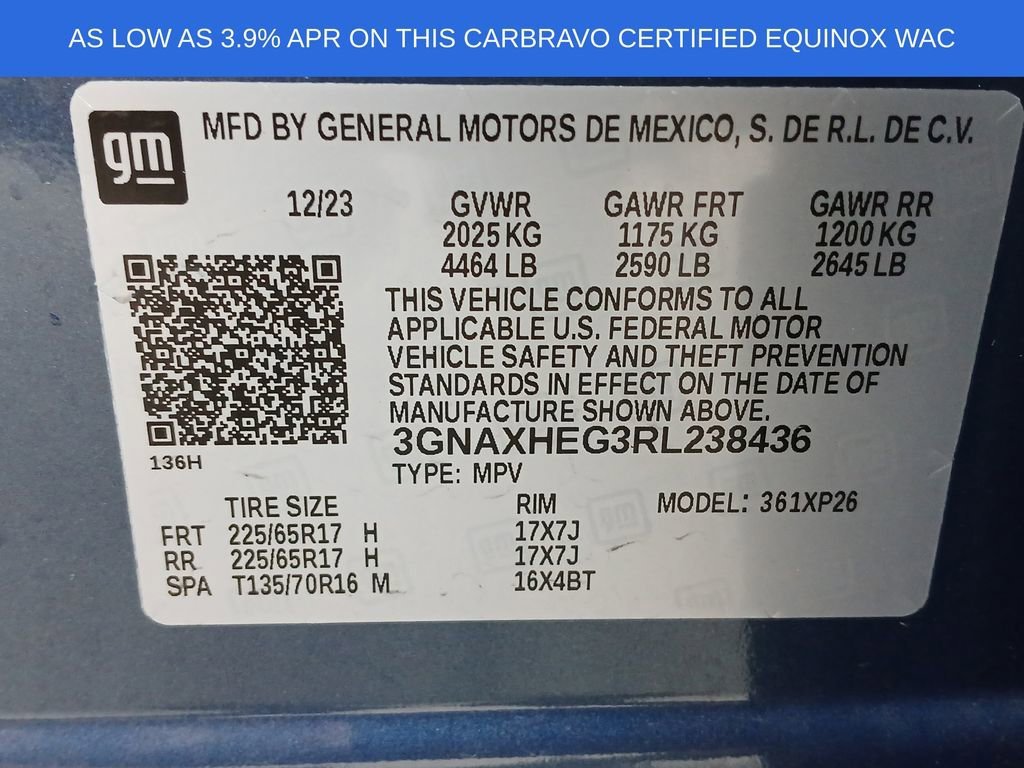 AS LOW AS 3.9% APR ON THIS CARBRAVO CERTIFIED EQUINOX WAC
gm MFD BY GENERAL MOTORS DE MEXICO, S. DE R.L. DE C.V.
12/23 GVWR GAWR FRT GAWR RR
2025 KG 1175 KG 1200 KG
4464 LB 2590 LB 2645 LB
THIS VEHICLE CONFORMS TO ALL
APPLICABLE U.S. FEDERAL MOTOR
VEHICLE SAFETY AND THEFT PREVENTION
STANDARDS IN EFFECT ON THE DATE OF
MANUFACTURE SHOWN ABOVE.
3GNAXHEG3RL238436
136H
TYPE: MPV
TIRE SIZE RIM MODEL: 361XP26
FRT 225/65R17 H 17X7J
RR 225/65R17 H 17X7J
SPA T135/70R16 M 16X4BT